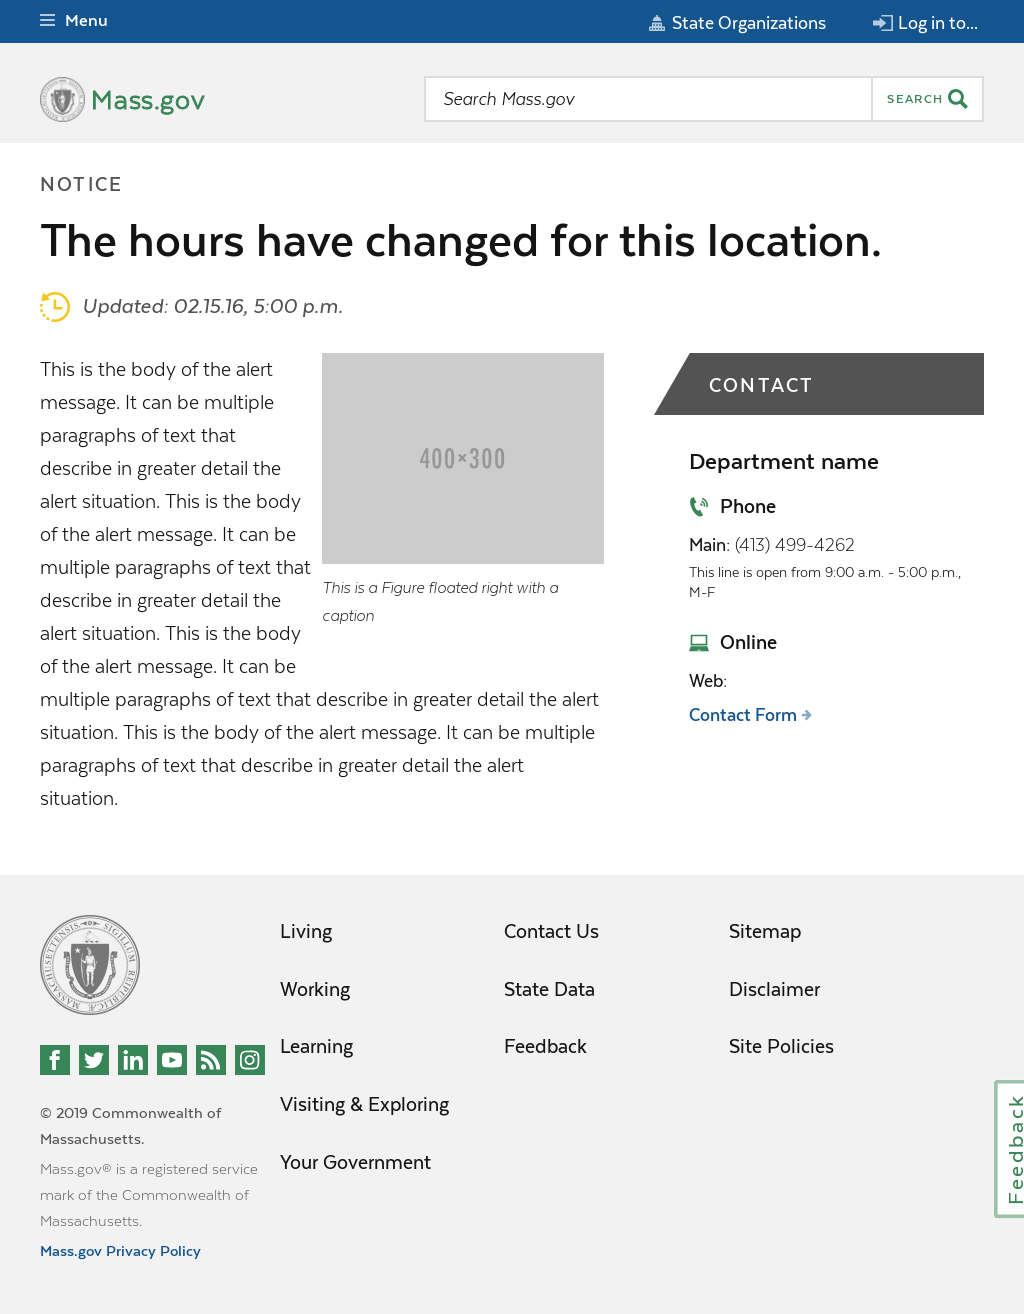 Menu
State Organizations
Log in to...
Mass.gov
Search Mass.gov
SEARCH
NOTICE
The hours have changed for this location.
Updated: 02.15.16, 5:00 p.m.
This is the body of the alert
message. It can be multiple
paragraphs of text that
describe in greater detail the
alert situation. This is the body
of the alert message. It can be
multiple paragraphs of text that
describe in greater detail the
alert situation. This is the body
of the alert message. It can be
multiple paragraphs of text that describe in greater detail the alert
situation. This is the body of the alert message. It can be multiple
paragraphs of text that describe in greater detail the alert
situation.
400×300
This is a Figure floated right with a
caption
CONTACT
Department name
Phone
Main: (413) 499-4262
This line is open from 9:00 a.m. - 5:00 p.m.,
M-F
Online
Web:
Contact Form
Living
Working
Learning
Visiting & Exploring
Your Government
Contact Us
State Data
Feedback
Sitemap
Disclaimer
Site Policies
© 2019 Commonwealth of
Massachusetts.
Mass.gov® is a registered service
mark of the Commonwealth of
Massachusetts.
Mass.gov Privacy Policy
Feedback